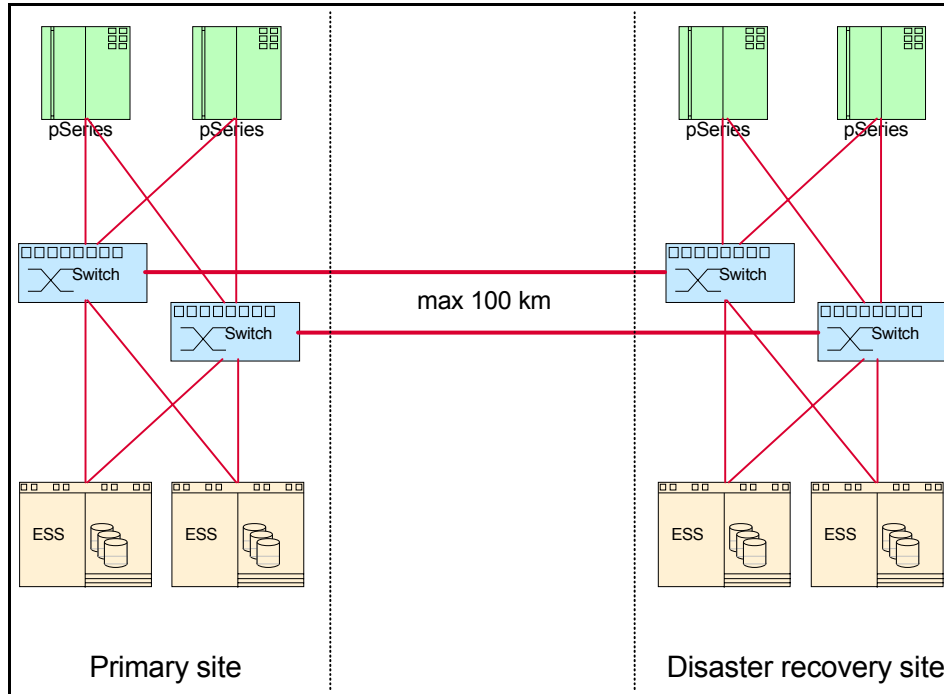 pSeries
pSeries
pSeries
pSeries
Switch
Switch
max 100 km
Switch
Switch
ESS
ESS
ESS
ESS
Primary site
Disaster recovery site